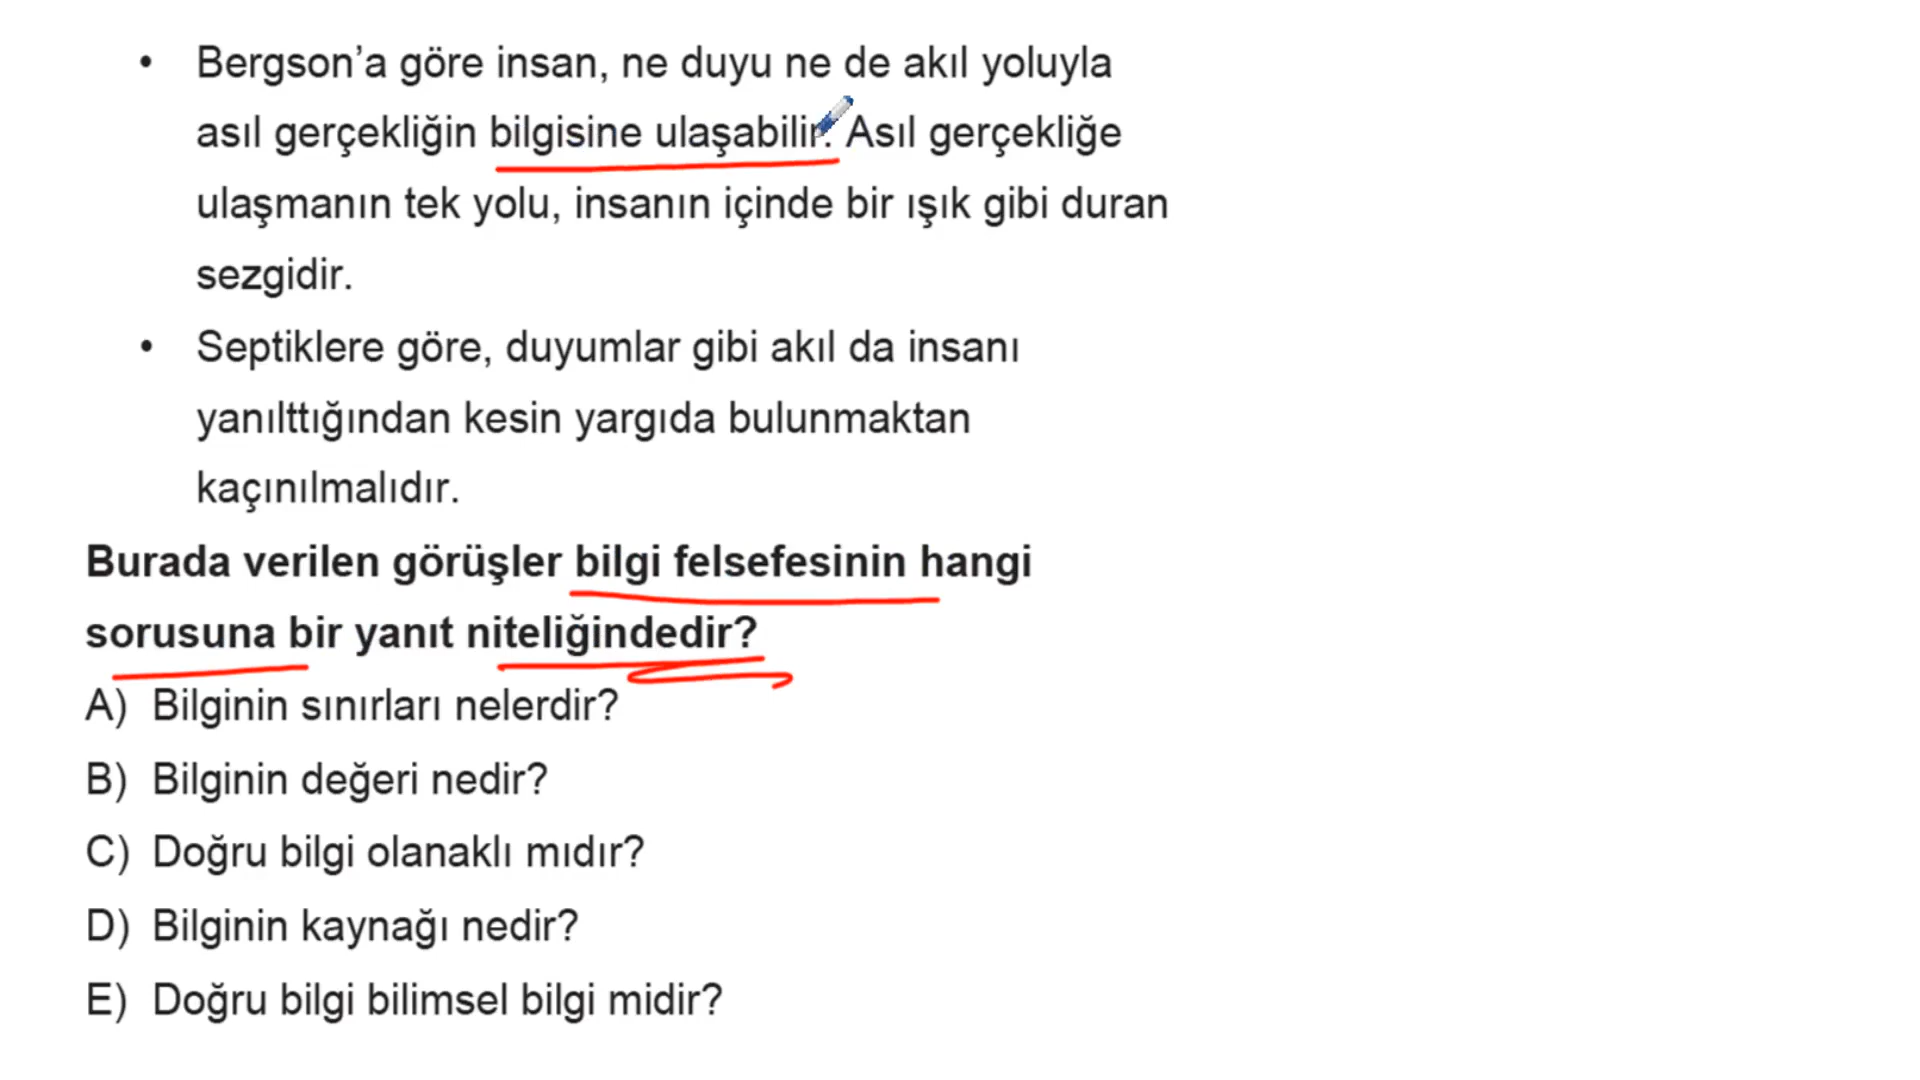 • Bergson’a göre insan, ne duyu ne de akıl yoluyla
asıl gerçekliğin bilgisine ulaşabilir. Asıl gerçekliğe
ulaşmanın tek yolu, insanın içinde bir ışık gibi duran
sezgidir.
• Septiklere göre, duyumlar gibi akıl da insanı
yanılttığından kesin yargıda bulunmaktan
kaçınılmalıdır.
Burada verilen görüşler bilgi felsefesinin hangi
sorusuna bir yanıt niteliğindedir?
A) Bilginin sınırları nelerdir?
B) Bilginin değeri nedir?
C) Doğru bilgi olanaklı mıdır?
D) Bilginin kaynağı nedir?
E) Doğru bilgi bilimsel bilgi midir?